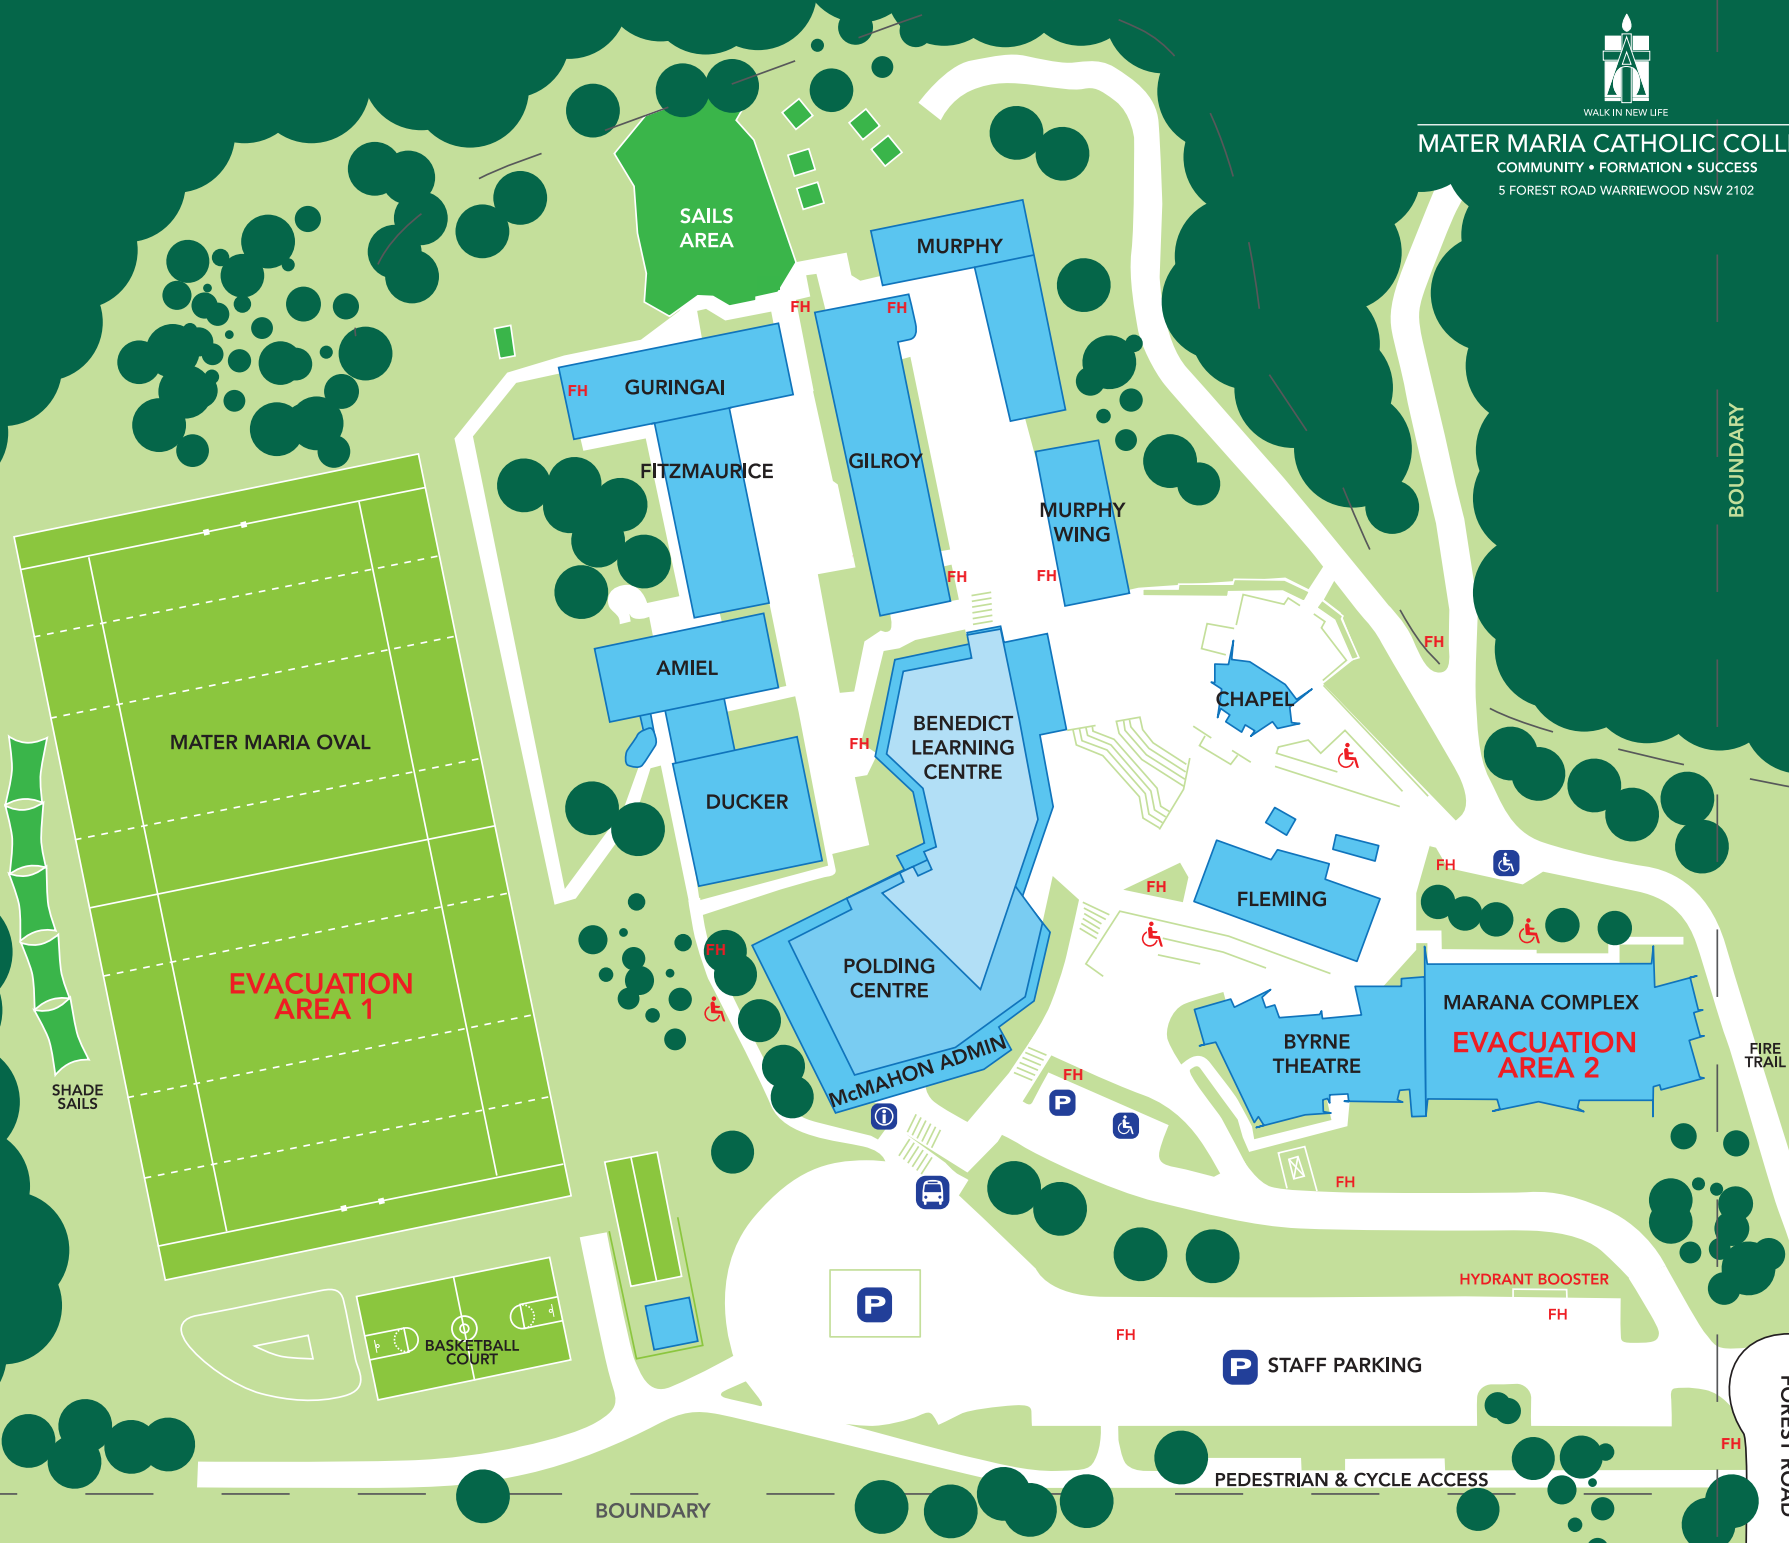 WALK IN NEW LIFE
MATER MARIA CATHOLIC COLL
COMMUNITY • FORMATION • SUCCESS
5 FOREST ROAD WARRIEWOOD NSW 2102
SAILS
AREA
MURPHY
FH
FH
GURINGAI
FH
FITZMAURICE
GILROY
BOUNDARY
MURPHY
WING
FH
FH
FH
AMIEL
CHAPEL
BENEDICT
LEARNING
CENTRE
MATER MARIA OVAL
FH
DUCKER
FH
FH
FLEMING
FH
POLDING
CENTRE
EVACUATION
AREA 1
MARANA COMPLEX
EVACUATION
AREA 2
BYRNE
THEATRE
FIRE
TRAIL
McMAHON ADMIN
FH
SHADE
SAILS
P
FH
HYDRANT BOOSTER
FH
P
FH
BASKETBALL
COURT
P STAFF PARKING
FOREST ROAD
FH
PEDESTRIAN & CYCLE ACCESS
BOUNDARY